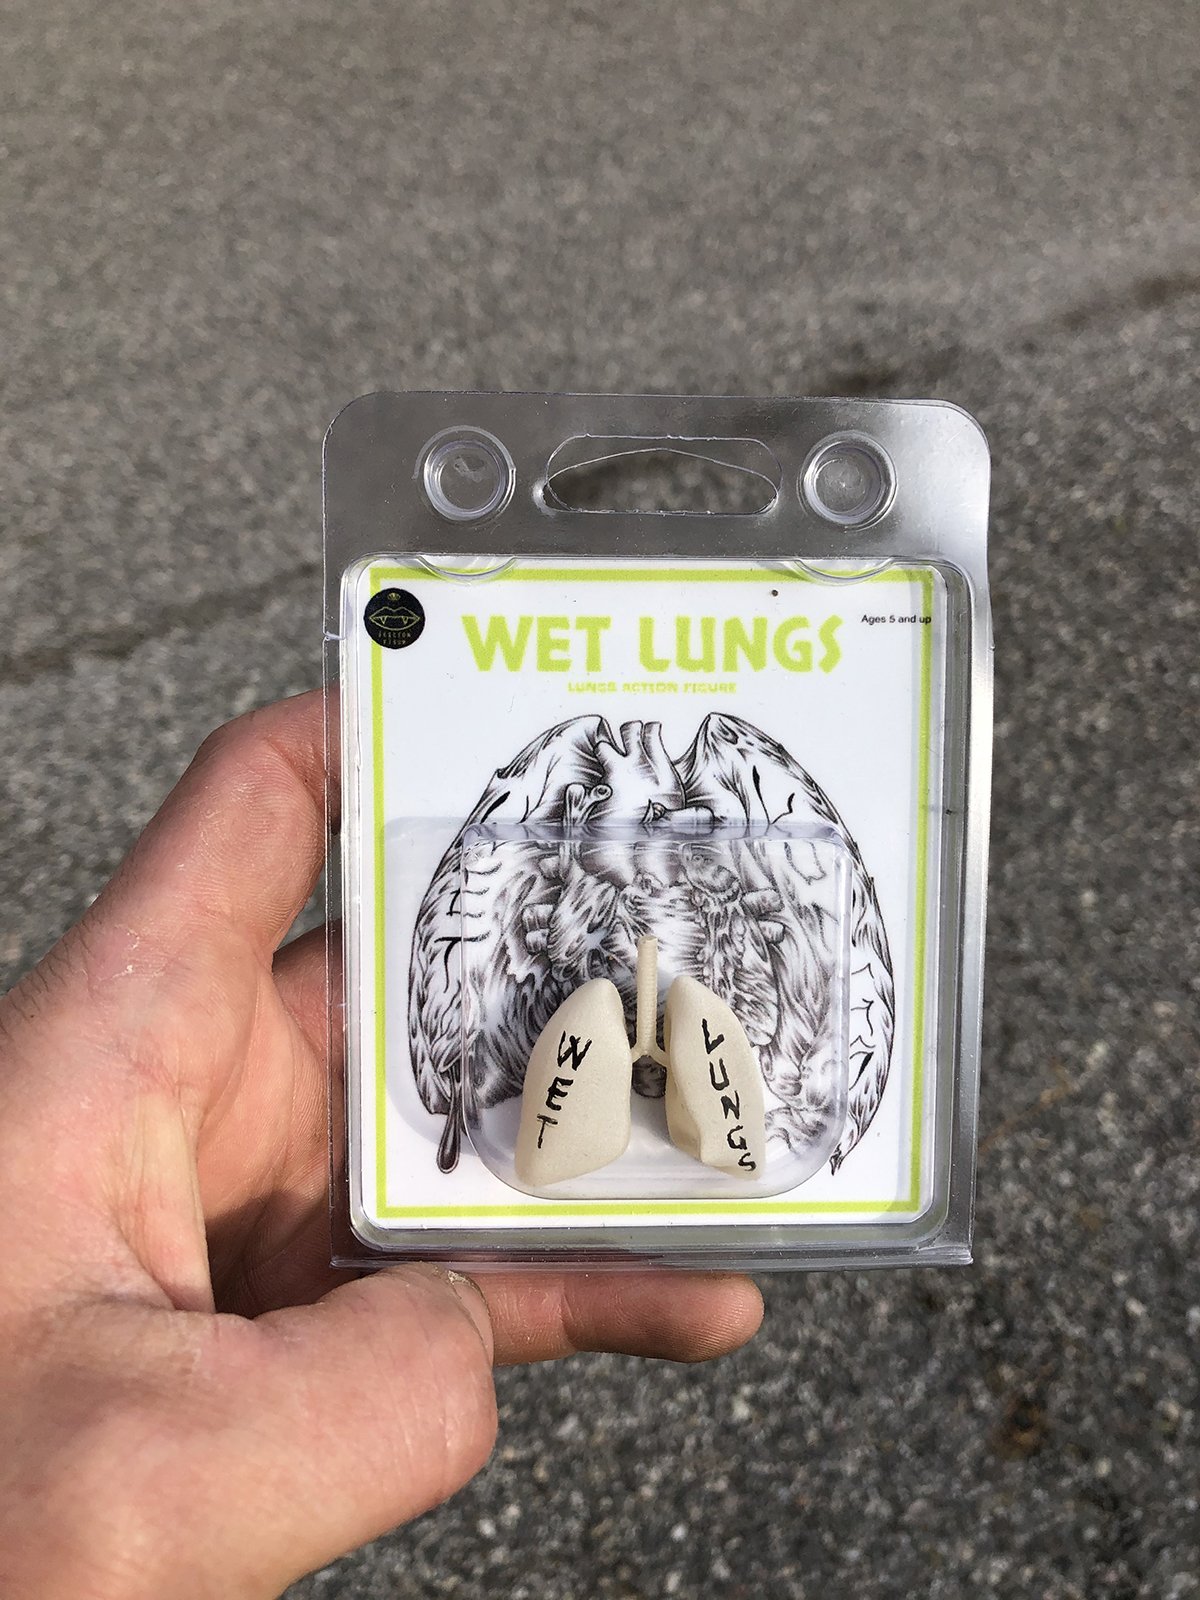 WET LUNGS
Ages 5 and up
LUNGS ACTION FIGURE
WET
LUNGS